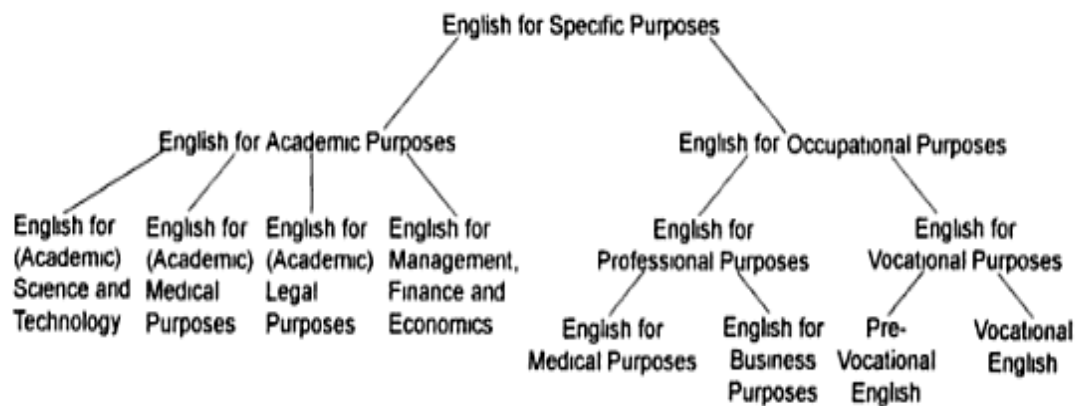 English for Specific Purposes
English for Academic Purposes
English for Occupational Purposes
English for
(Academic)
Science and
Technology
English for
(Academic)
Medical
Purposes
English for
(Academic)
Legal
Purposes
English for
Management,
Finance and
Economics
English for
Professional Purposes
English for
Vocational Purposes
English for
Medical Purposes
English for
Business
Purposes
Pre-
Vocational
English
Vocational
English